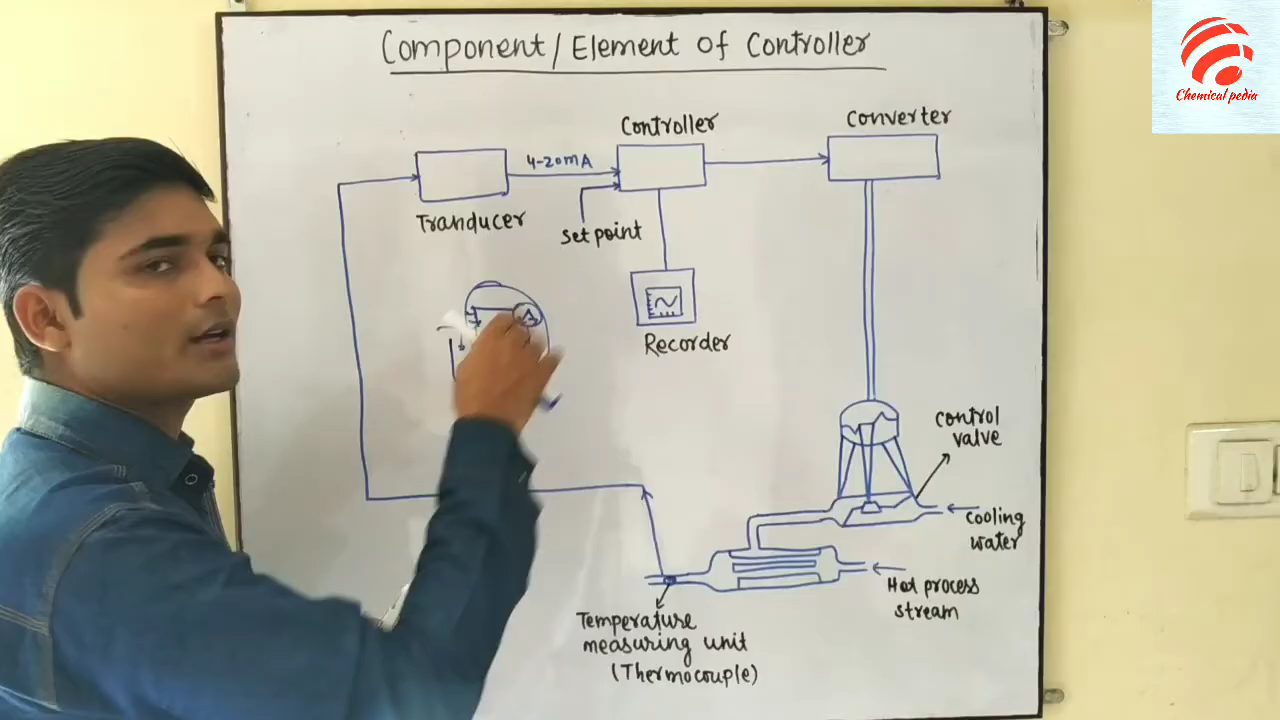 Component/Element of Controller
Chemical pedia
Controller
Converter
4-20mA
Tranducer
Set point
Recorder
Control
valve
Cooling
water
Hot process
stream
Temperature
measuring unit
(Thermocouple)